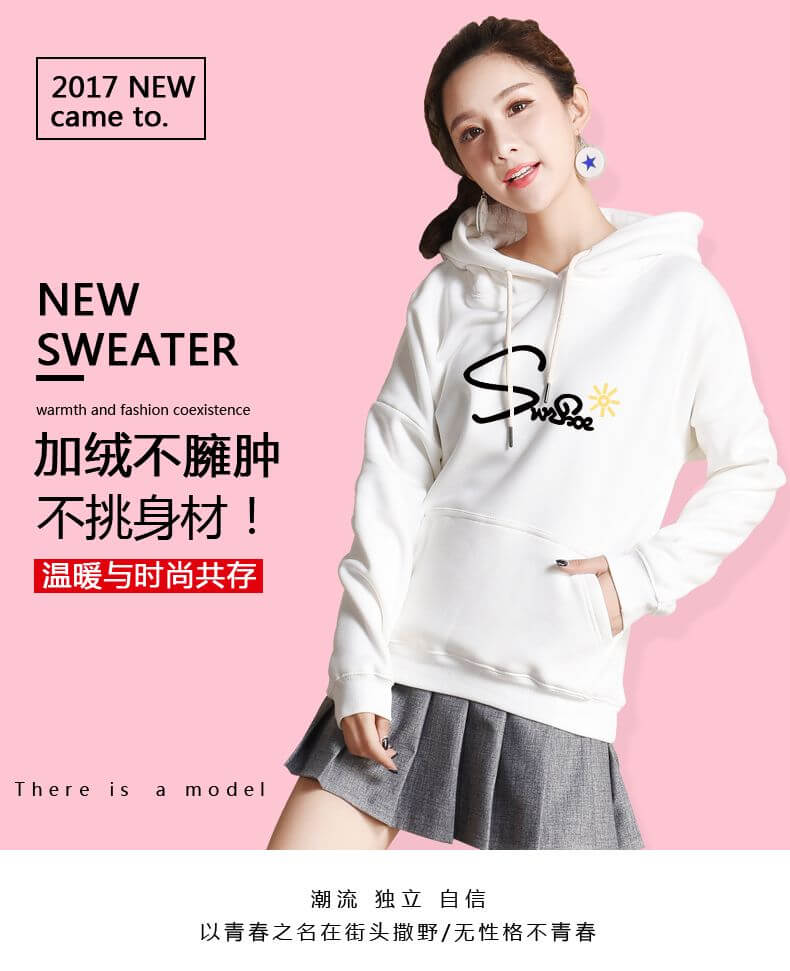 2017 NEW
came to.
NEW
SWEATER
warmth and fashion coexistence
加绒不臃肿
不挑身材！
温暖与时尚共存
There is a model
潮流 独立 自信
以青春之名在街头撒野/无性格不青春